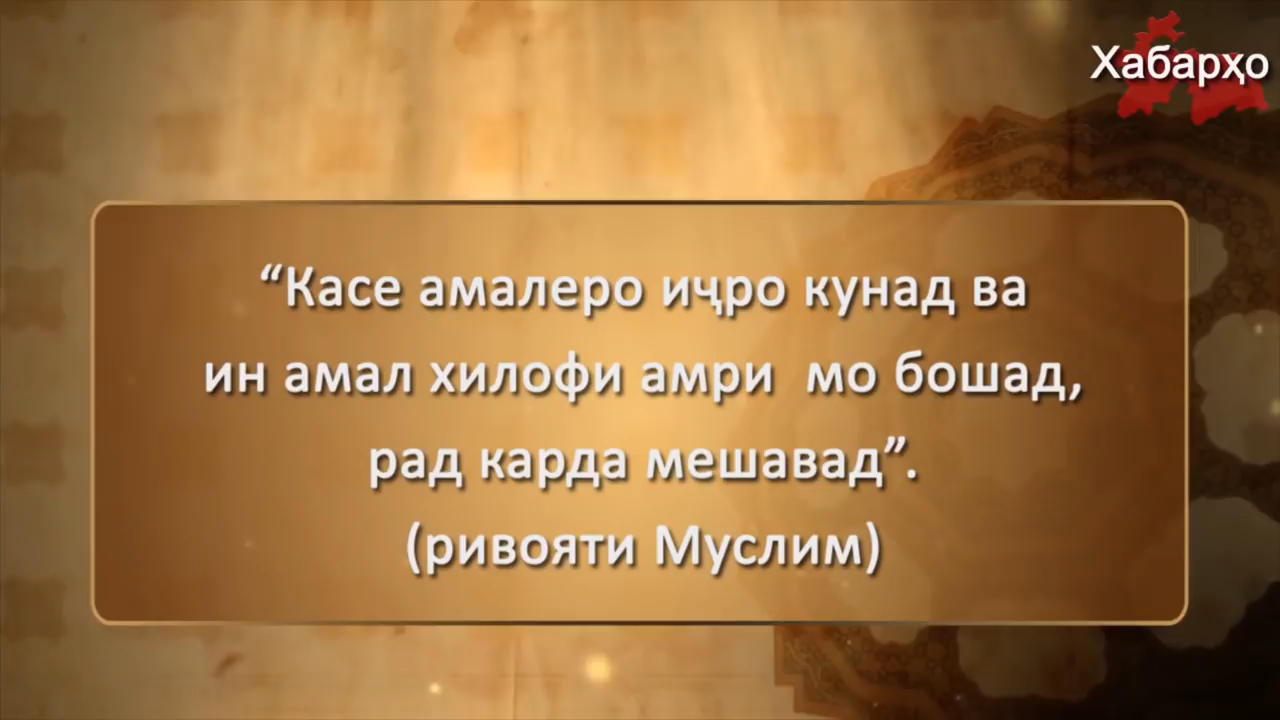 Хабарҳо
“Касе амалеро иҷро кунад ва
ин амал хилофи амри мо бошад,
рад карда мешавад”.
(ривояти Муслим)